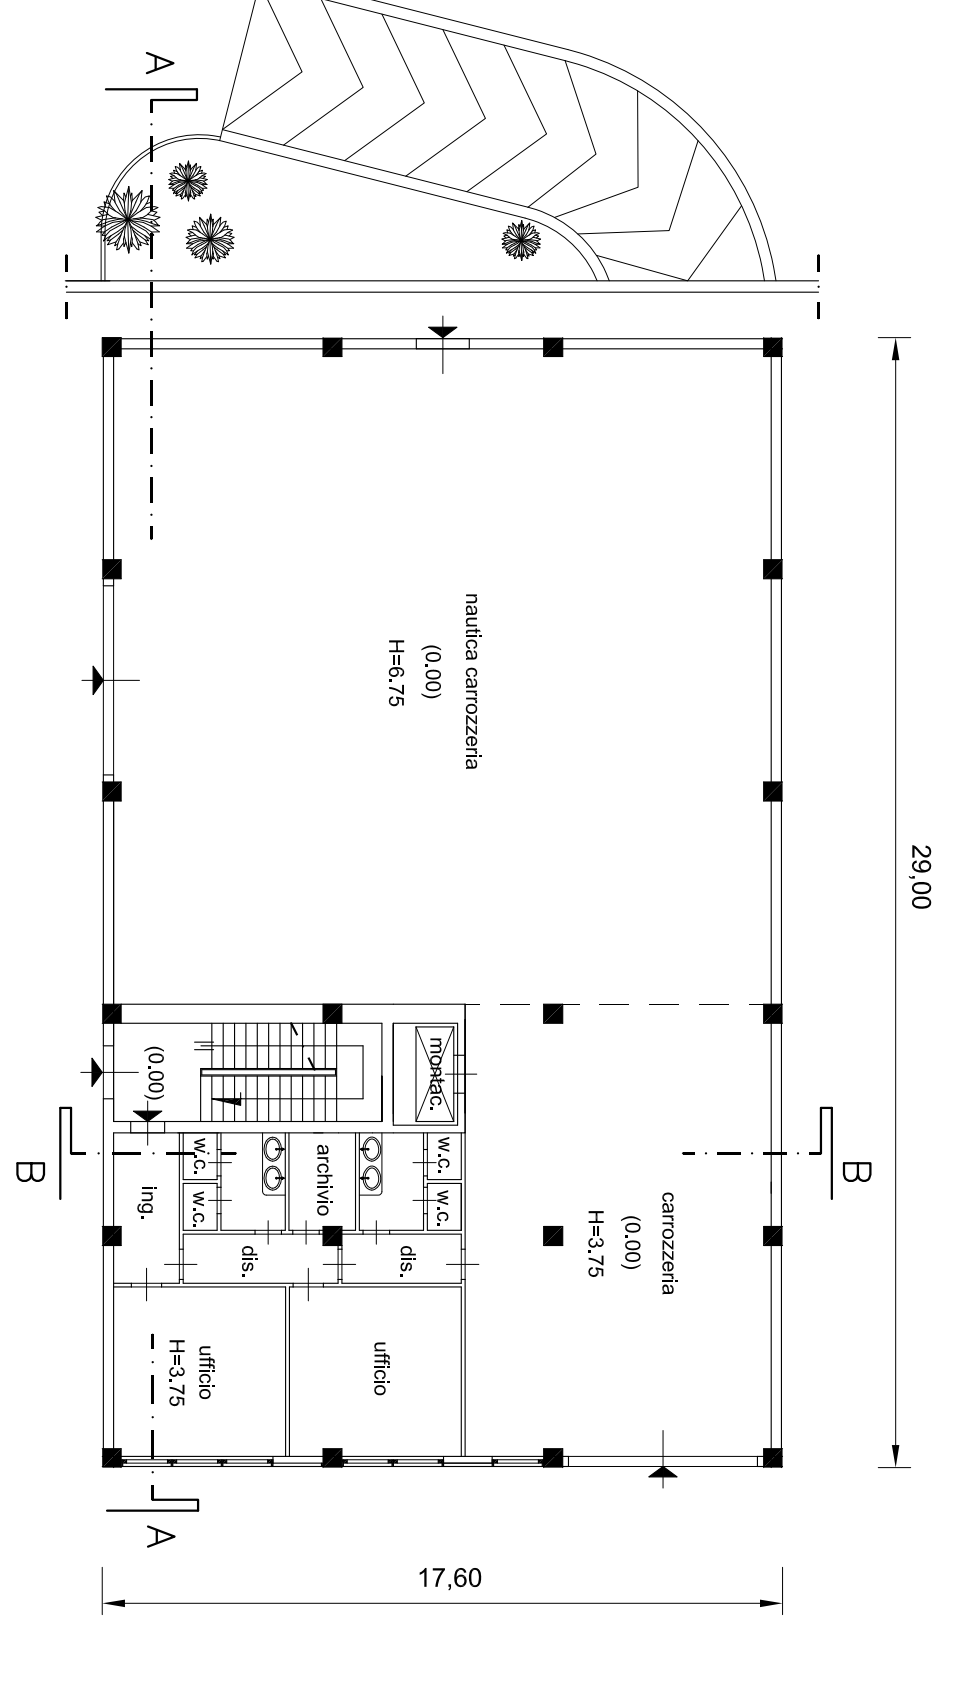 A
nautica carrozzeria
(0.00)
H=6.75
29,00
(0.00)
montac.
B
w.c.
w.c.
archivio
w.c.
w.c.
ing.
dis.
dis.
carrozzeria
(0.00)
H=3.75
B
ufficio
H=3.75
ufficio
A
17,60